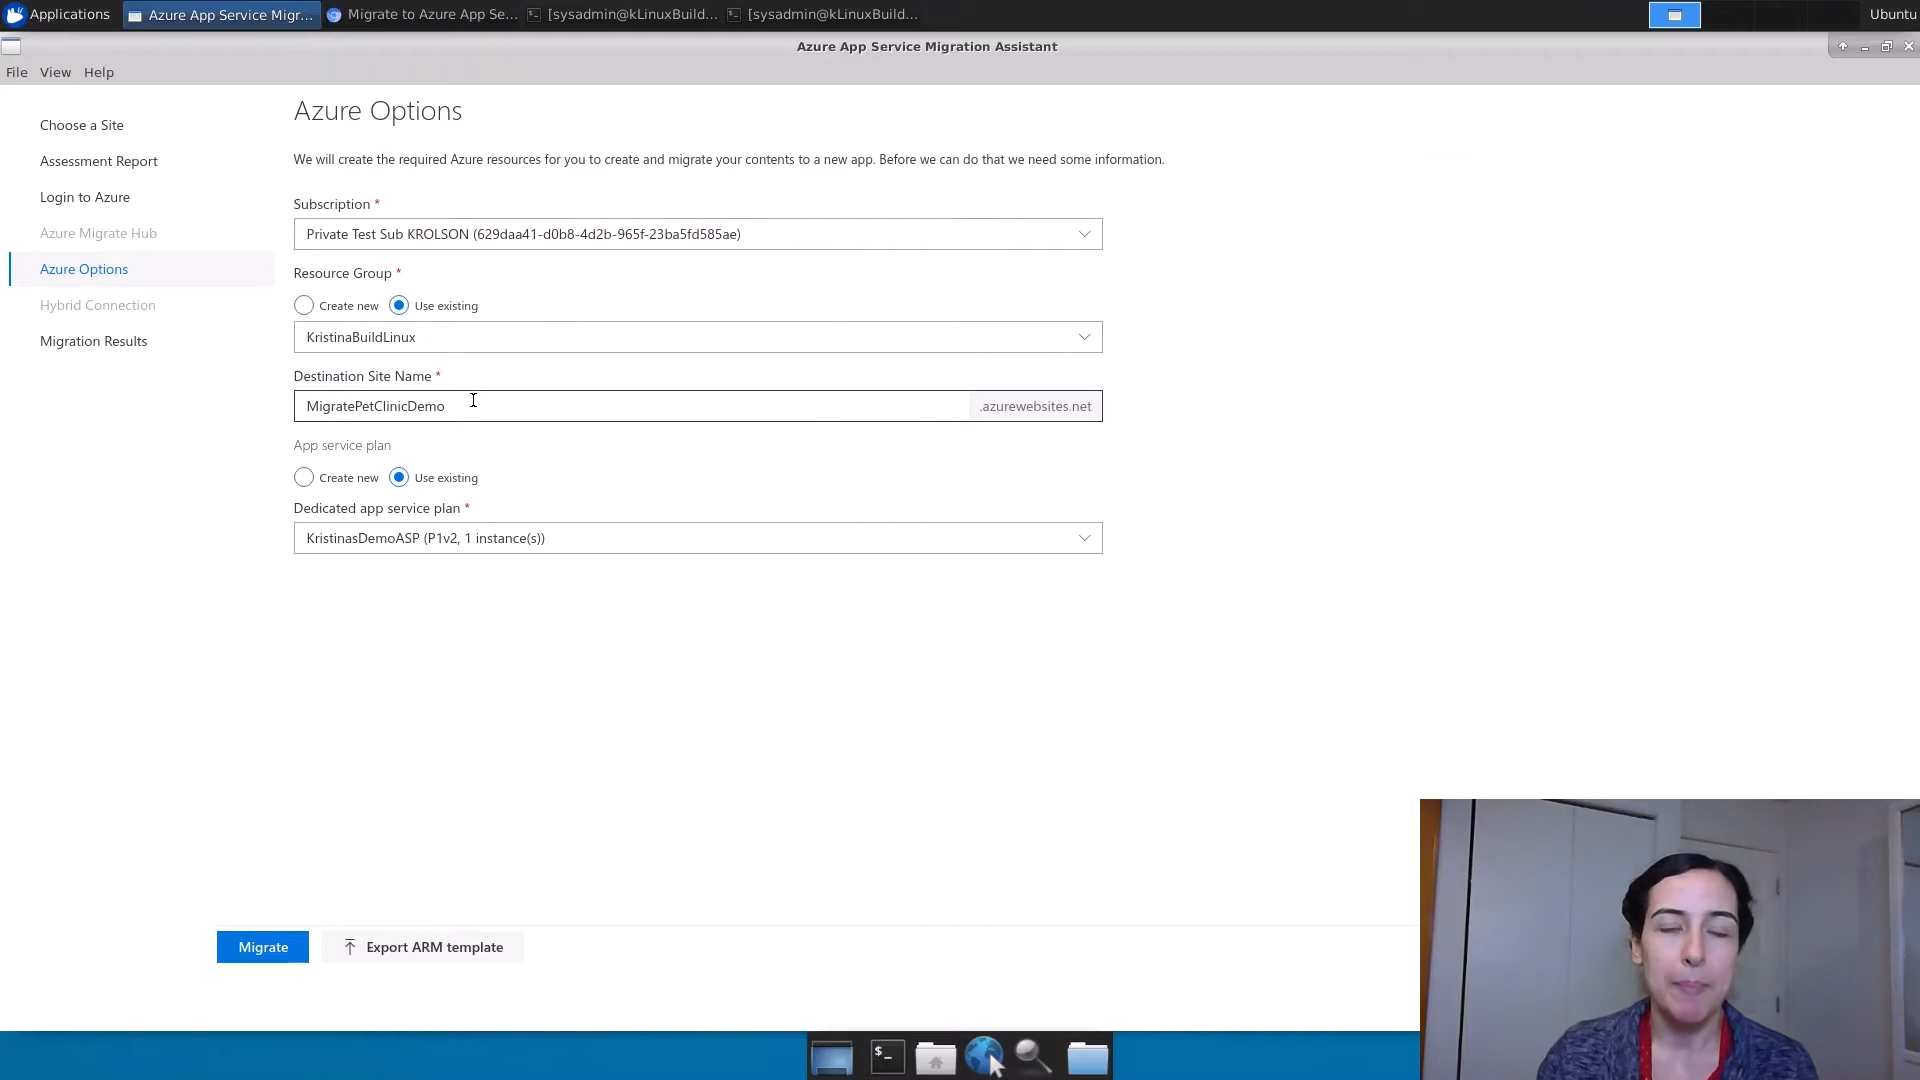 Applications
Azure App Service Migr...
Migrate to Azure App Se...
[sysadmin@kLinuxBuild...
[sysadmin@kLinuxBuild...
Ubuntu
Azure App Service Migration Assistant
File View Help
Choose a Site
Assessment Report
Login to Azure
Azure Migrate Hub
Azure Options
Hybrid Connection
Migration Results
Azure Options
We will create the required Azure resources for you to create and migrate your contents to a new app. Before we can do that we need some information.
Subscription *
Private Test Sub KROLSON (629daa41-d0b8-4d2b-965f-23ba5fd585ae)
Resource Group *
Create new Use existing
KristinaBuildLinux
Destination Site Name *
MigratePetClinicDemo .azurewebsites.net
App service plan
Create new Use existing
Dedicated app service plan *
KristinasDemoASP (P1v2, 1 instance(s))
Migrate Export ARM template